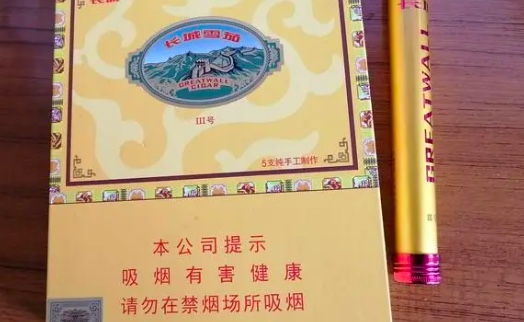 长城雪茄
GREATWALL
CIGAR
III号
5支纯手工制作
本公司提示
吸烟有害健康
请勿在禁烟场所吸烟
GREATWALL